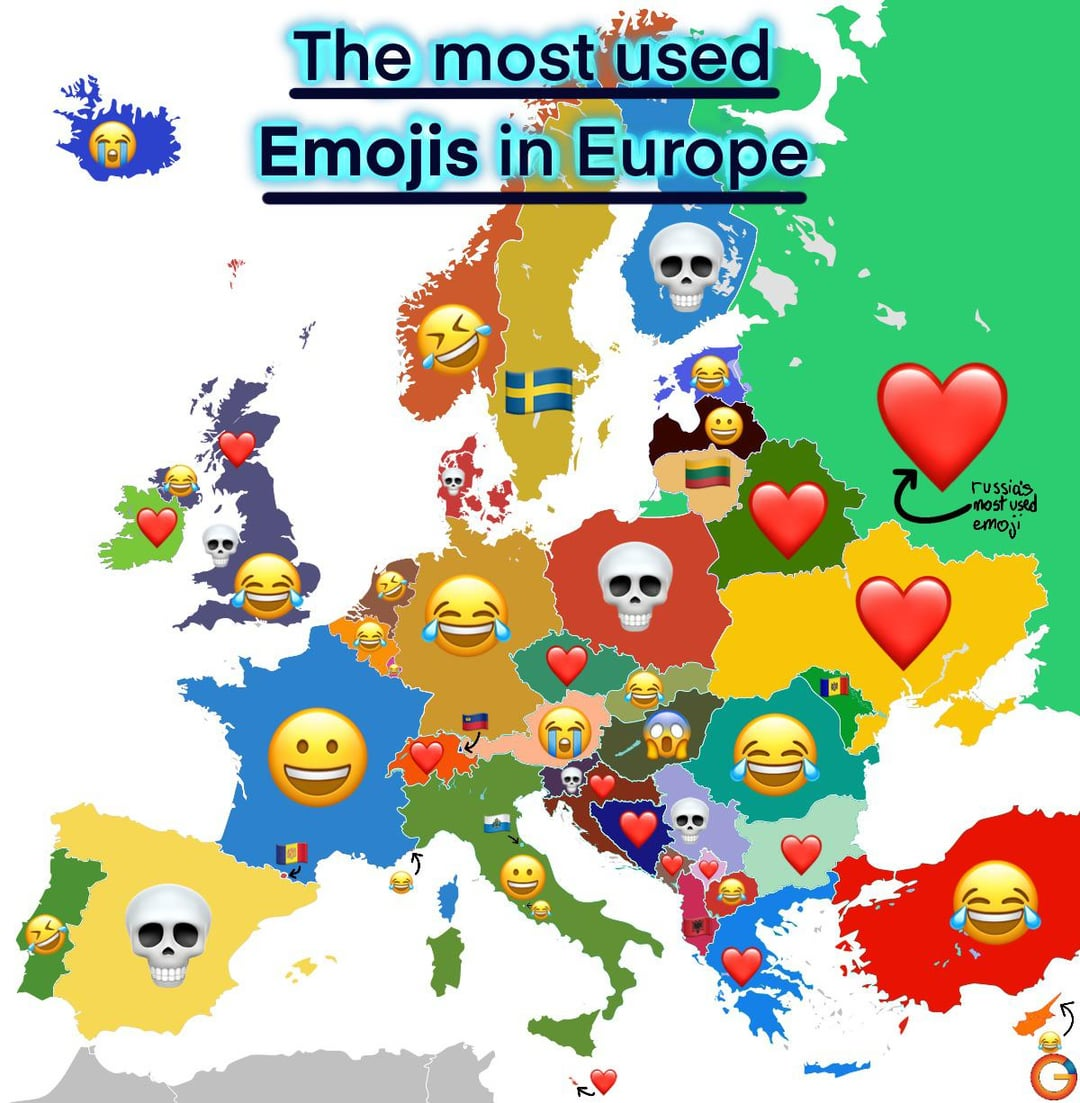 The most used
Emojis in Europe
russia's
most used
emoji
G